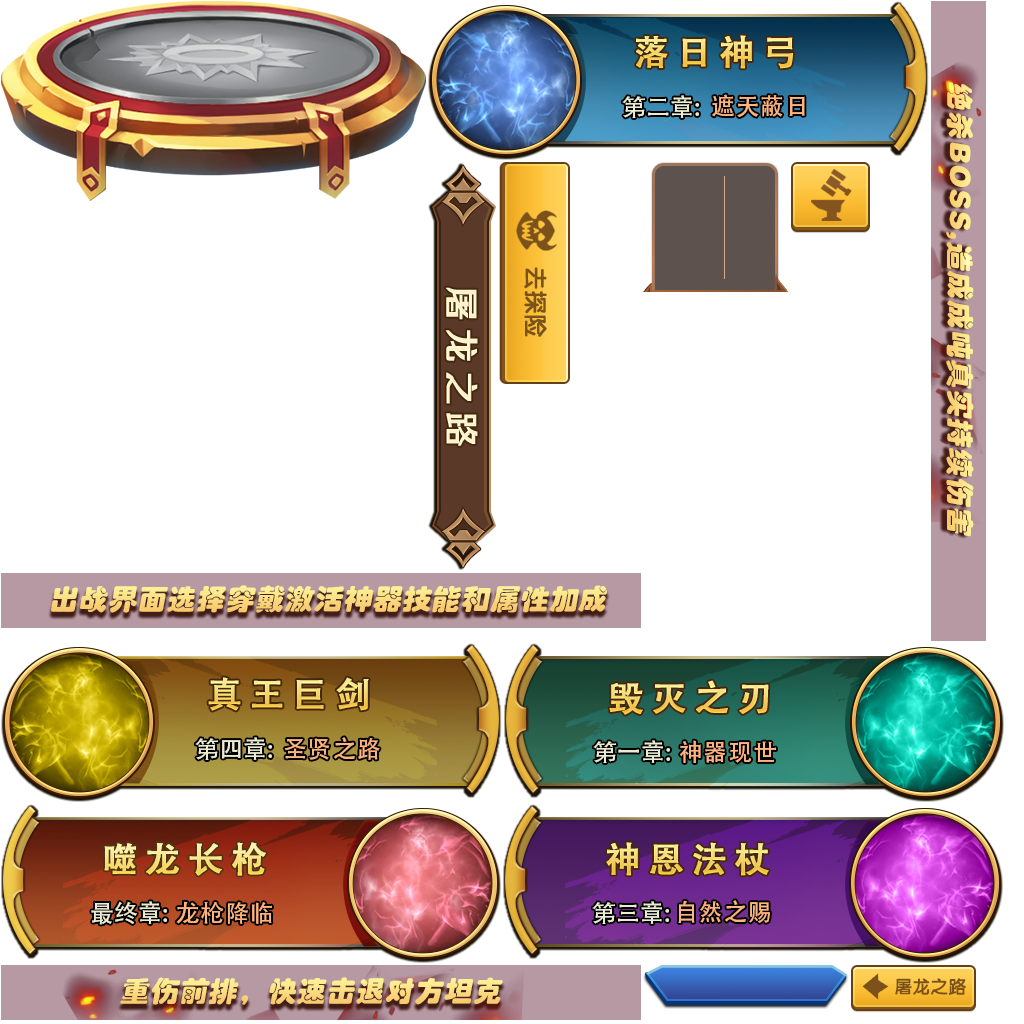 落日神弓
第二章: 遮天蔽日
绝杀BOSS,造成成吨真实持续伤害
去探险
屠龙之路
出战界面选择穿戴激活神器技能和属性加成
真王巨剑
第四章: 圣贤之路
毁灭之刃
第一章: 神器现世
噬龙长枪
最终章: 龙枪降临
神恩法杖
第三章: 自然之赐
重伤前排，快速击退对方坦克
屠龙之路